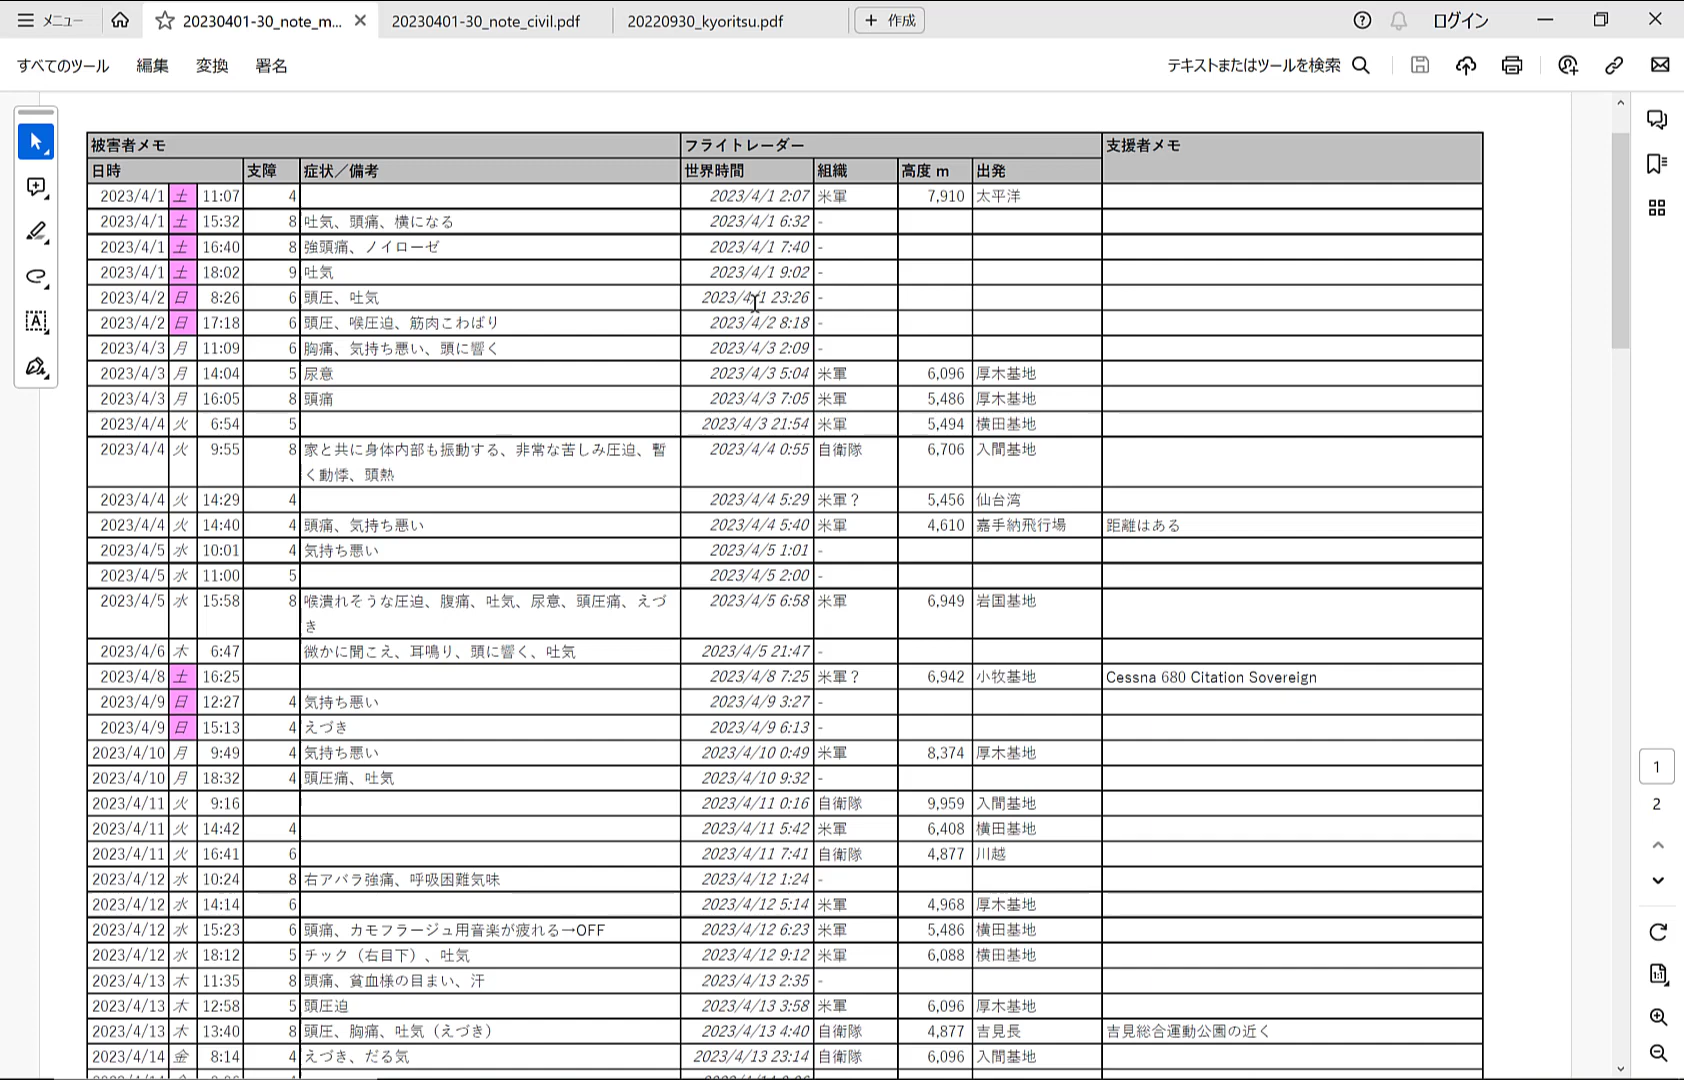 メニュー 20230401-30_note_m... 20230401-30_note_civil.pdf 20220930_kyoritsu.pdf + 作成 ログイン
すべてのツール 編集 変換 署名 テキストまたはツールを検索
被害者メモ フライトレーダー 支援者メモ
日時 支障 症状／備考 世界時間 組織 高度 m 出発
2023/4/1 土 11:07 4 2023/4/1 2:07 米軍 7,910 太平洋
2023/4/1 土 15:32 8 吐気、頭痛、横になる 2023/4/1 6:32 -
2023/4/1 土 16:40 8 強頭痛、ノイローゼ 2023/4/1 7:40 -
2023/4/1 土 18:02 9 吐気 2023/4/1 9:02 -
2023/4/2 日 8:26 6 頭圧、吐気 2023/4/1 23:26 -
2023/4/2 日 17:18 6 頭圧、喉圧迫、筋肉こわばり 2023/4/2 8:18 -
2023/4/3 月 11:09 6 胸痛、気持ち悪い、頭に響く 2023/4/3 2:09 -
2023/4/3 月 14:04 5 尿意 2023/4/3 5:04 米軍 6,096 厚木基地
2023/4/3 月 16:05 8 頭痛 2023/4/3 7:05 米軍 5,486 厚木基地
2023/4/4 火 6:54 5 2023/4/3 21:54 米軍 5,494 横田基地
2023/4/4 火 9:55 8 家と共に身体内部も振動する、非常な苦しみ圧迫、暫 2023/4/4 0:55 自衛隊 6,706 入間基地
く動悸、頭熱
2023/4/4 火 14:29 4 2023/4/4 5:29 米軍？ 5,456 仙台湾
2023/4/4 火 14:40 4 頭痛、気持ち悪い 2023/4/4 5:40 米軍 4,610 嘉手納飛行場 距離はある
2023/4/5 水 10:01 4 気持ち悪い 2023/4/5 1:01 -
2023/4/5 水 11:00 5 2023/4/5 2:00 -
2023/4/5 水 15:58 8 喉潰れそうな圧迫、腹痛、吐気、尿意、頭圧痛、えづ 2023/4/5 6:58 米軍 6,949 岩国基地
き
2023/4/6 木 6:47 微かに聞こえ、耳鳴り、頭に響く、吐気 2023/4/5 21:47 -
2023/4/8 土 16:25 2023/4/8 7:25 米軍？ 6,942 小牧基地 Cessna 680 Citation Sovereign
2023/4/9 日 12:27 4 気持ち悪い 2023/4/9 3:27 -
2023/4/9 日 15:13 4 えづき 2023/4/9 6:13 -
2023/4/10 月 9:49 4 気持ち悪い 2023/4/10 0:49 米軍 8,374 厚木基地
2023/4/10 月 18:32 4 頭圧痛、吐気 2023/4/10 9:32 -
2023/4/11 火 9:16 2023/4/11 0:16 自衛隊 9,959 入間基地
2023/4/11 火 14:42 4 2023/4/11 5:42 米軍 6,408 横田基地
2023/4/11 火 16:41 6 2023/4/11 7:41 自衛隊 4,877 川越
2023/4/12 水 10:24 8 右アバラ強痛、呼吸困難気味 2023/4/12 1:24 -
2023/4/12 水 14:14 6 2023/4/12 5:14 米軍 4,968 厚木基地
2023/4/12 水 15:23 6 頭痛、カモフラージュ用音楽が疲れる→OFF 2023/4/12 6:23 米軍 5,486 横田基地
2023/4/12 水 18:12 5 チック（右目下）、吐気 2023/4/12 9:12 米軍 6,088 横田基地
2023/4/13 木 11:35 8 頭痛、貧血様の目まい、汗 2023/4/13 2:35 -
2023/4/13 木 12:58 5 頭圧迫 2023/4/13 3:58 米軍 6,096 厚木基地
2023/4/13 木 13:40 8 頭圧、胸痛、吐気（えづき） 2023/4/13 4:40 自衛隊 4,877 吉見長 吉見総合運動公園の近く
2023/4/14 金 8:14 4 えづき、だる気 2023/4/13 23:14 自衛隊 6,096 入間基地
1
2